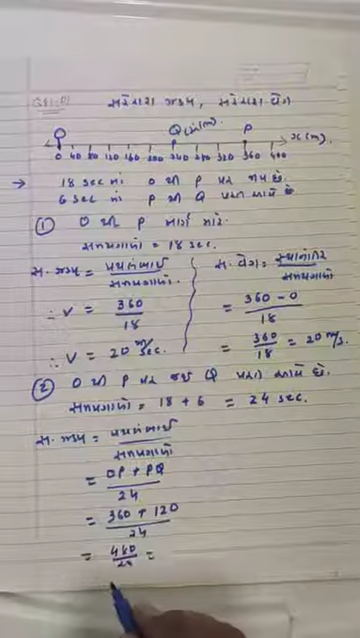 સરેરાશ ઝડપ, સરેરાશ વેગ
Q P x(m)
0 40 80 120 160 200 240 280 320 360 400
→ 18 sec માં O થી P પર જાય છે.
6 sec માં P થી Q પર આવે છે.
① O થી P માર્ગ માટે.
સમયગાળો = 18 sec.
સ. ઝડપ = પથલંબાઈ / સમયગાળો
∴ V = 360 / 18
∴ V = 20 m/sec.
સ. વેગ = સ્થાનાંતર / સમયગાળો
= 360 - 0 / 18
= 360 / 18 = 20 m/s.
② O થી P પર જઈ Q પર આવે છે.
સમયગાળો = 18 + 6 = 24 sec.
સ. ઝડપ = પથલંબાઈ / સમયગાળો
= OP + PQ / 24
= 360 + 120 / 24
= 480 / 24 =